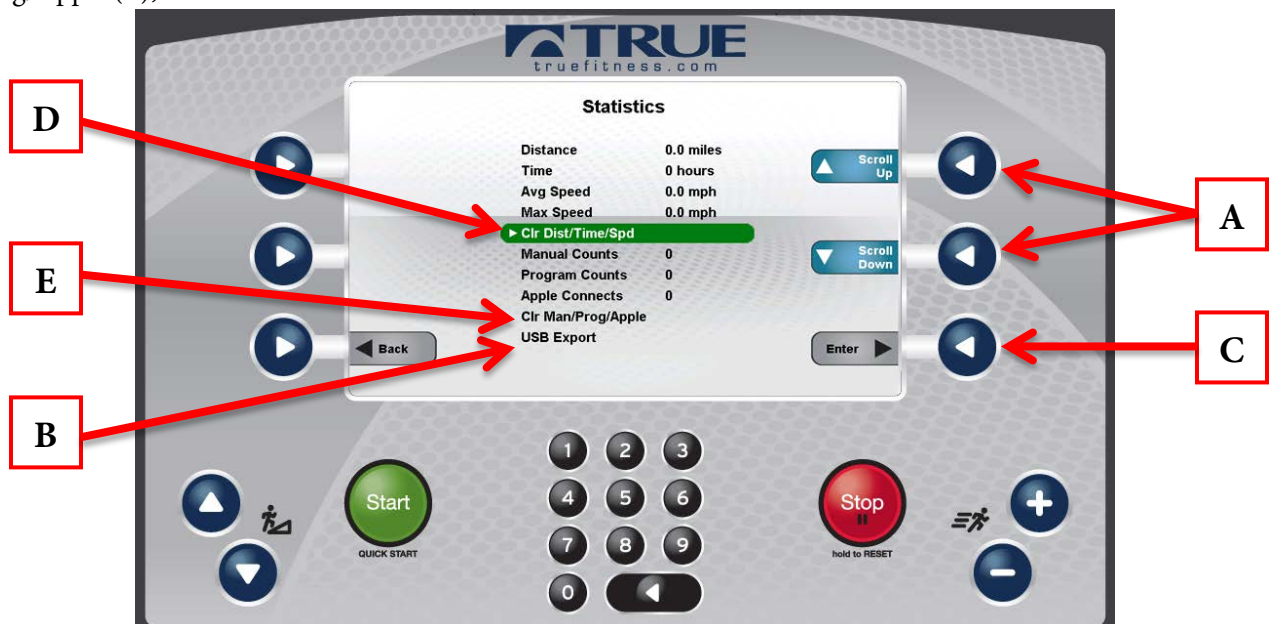 TRUE
truefitness.com
Statistics
D
Distance 0.0 miles
Scroll Up
Time 0 hours
Avg Speed 0.0 mph
Max Speed 0.0 mph
A
Clr Dist/Time/Spd
Manual Counts 0
Scroll Down
Program Counts 0
E
Apple Connects 0
Clr Man/Prog/Apple
USB Export
Back
Enter
C
B
1 2 3
Start
4 5 6
Stop
QUICK START
7 8 9
hold to RESET
0